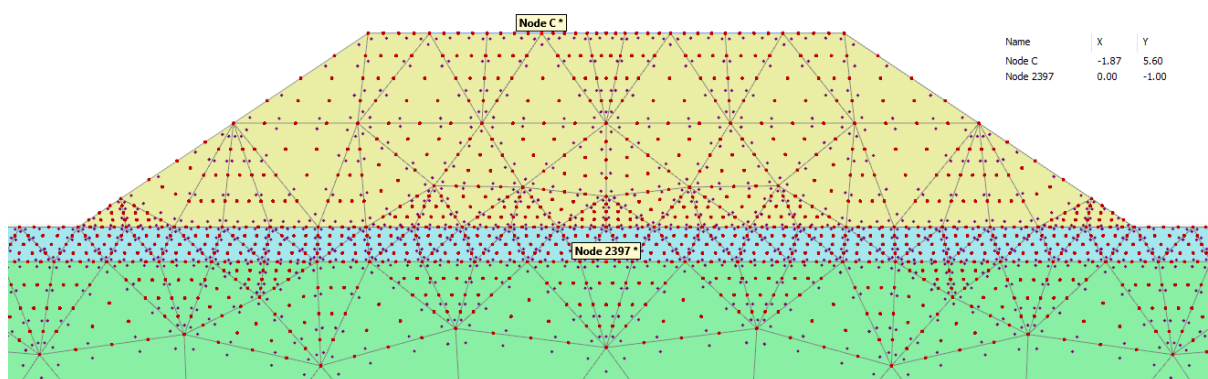 Node C *
Name X Y
Node C -1.87 5.60
Node 2397 0.00 -1.00
Node 2397 *